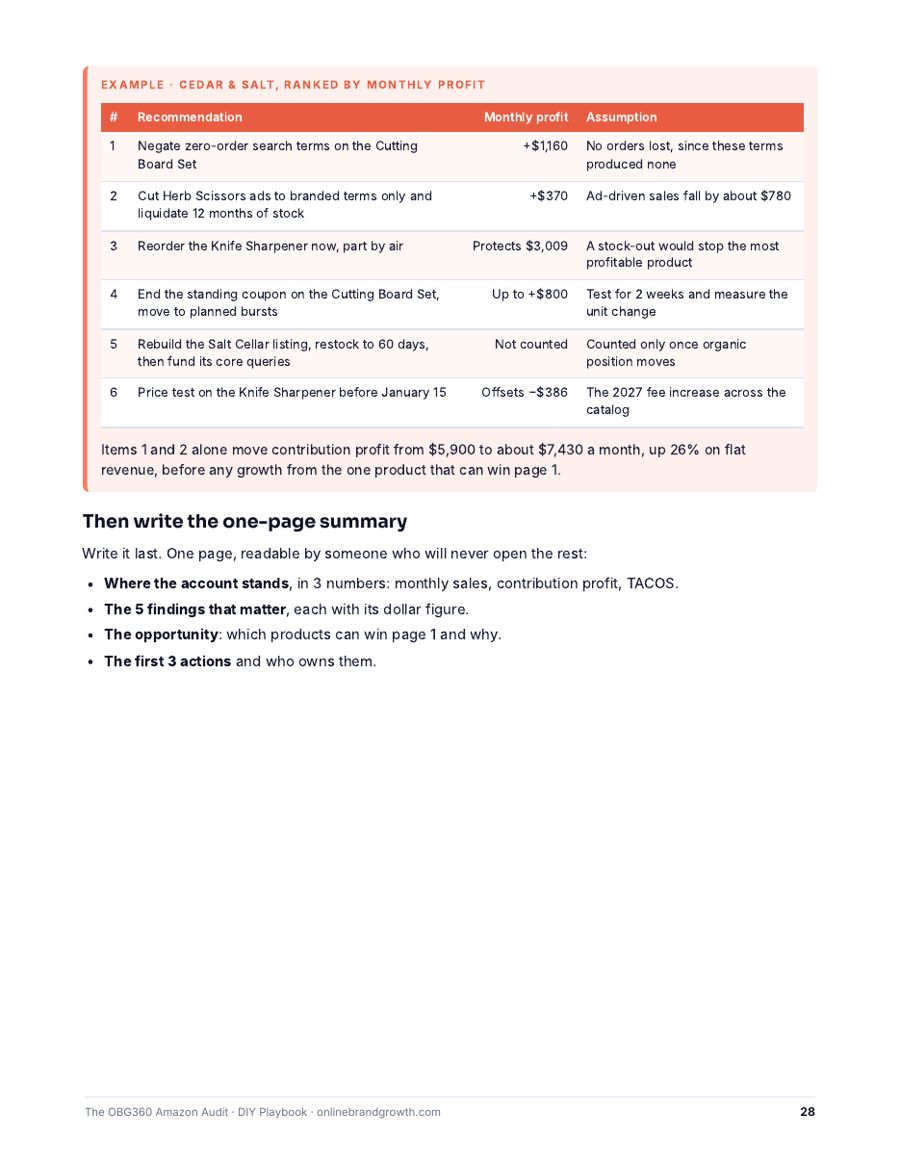 EXAMPLE · CEDAR & SALT, RANKED BY MONTHLY PROFIT
# Recommendation Monthly profit Assumption
1 Negate zero-order search terms on the Cutting +$1,160 No orders lost, since these terms
Board Set produced none
2 Cut Herb Scissors ads to branded terms only and +$370 Ad-driven sales fall by about $780
liquidate 12 months of stock
3 Reorder the Knife Sharpener now, part by air Protects $3,009 A stock-out would stop the most
profitable product
4 End the standing coupon on the Cutting Board Set, Up to +$800 Test for 2 weeks and measure the
move to planned bursts unit change
5 Rebuild the Salt Cellar listing, restock to 60 days, Not counted Counted only once organic
then fund its core queries position moves
6 Price test on the Knife Sharpener before January 15 Offsets −$386 The 2027 fee increase across the
catalog
Items 1 and 2 alone move contribution profit from $5,900 to about $7,430 a month, up 26% on flat
revenue, before any growth from the one product that can win page 1.
Then write the one-page summary
Write it last. One page, readable by someone who will never open the rest:
• Where the account stands, in 3 numbers: monthly sales, contribution profit, TACOS.
• The 5 findings that matter, each with its dollar figure.
• The opportunity: which products can win page 1 and why.
• The first 3 actions and who owns them.
The OBG360 Amazon Audit · DIY Playbook · onlinebrandgrowth.com 28